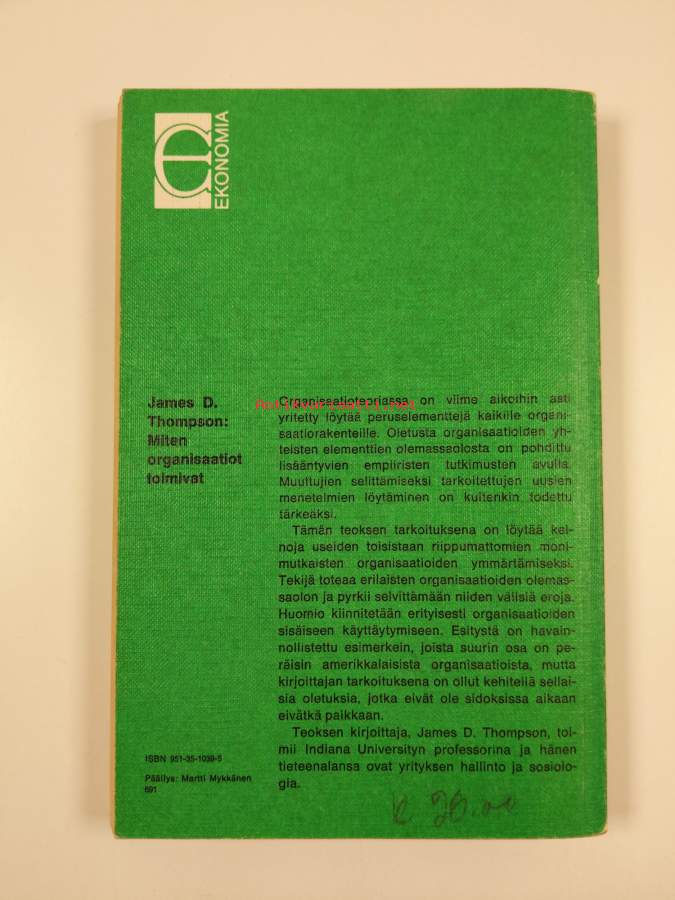 EKONOMIA
James D.
Thompson:
Miten
organisaatiot
toimivat
Organisaatioteoriassa on viime aikoihin asti
yritetty löytää peruselementtejä kaikille organi-
saatiorakenteille. Oletusta organisaatioiden yh-
teisten elementtien olemassaolosta on pohdittu
lisääntyvien empiiristen tutkimusten avulla.
Muuttujien selittämiseksi tarkoitettujen uusien
menetelmien löytäminen on kuitenkin todettu
tärkeäksi.
Tämän teoksen tarkoituksena on löytää kei-
noja useiden toisistaan riippumattomien moni-
mutkaisten organisaatioiden ymmärtämiseksi.
Tekijä toteaa erilaisten organisaatioiden olemas-
saolon ja pyrkii selvittämään niiden välisiä eroja.
Huomio kiinnitetään erityisesti organisaatioiden
sisäiseen käyttäytymiseen. Esitystä on havain-
nollistettu esimerkein, joista suurin osa on pe-
räisin amerikkalaisista organisaatioista, mutta
kirjoittajan tarkoituksena on ollut kehitellä sellai-
sia oletuksia, jotka eivät ole sidoksissa aikaan
eivätkä paikkaan.
Teoksen kirjoittaja, James D. Thompson, toi-
mii Indiana Universityn professorina ja hänen
tieteenalansa ovat yrityksen hallinto ja sosiolo-
gia.
Antikvariaatti.net
ISBN 951-35-1039-5
Päällys: Martti Mykkänen
691
20.00